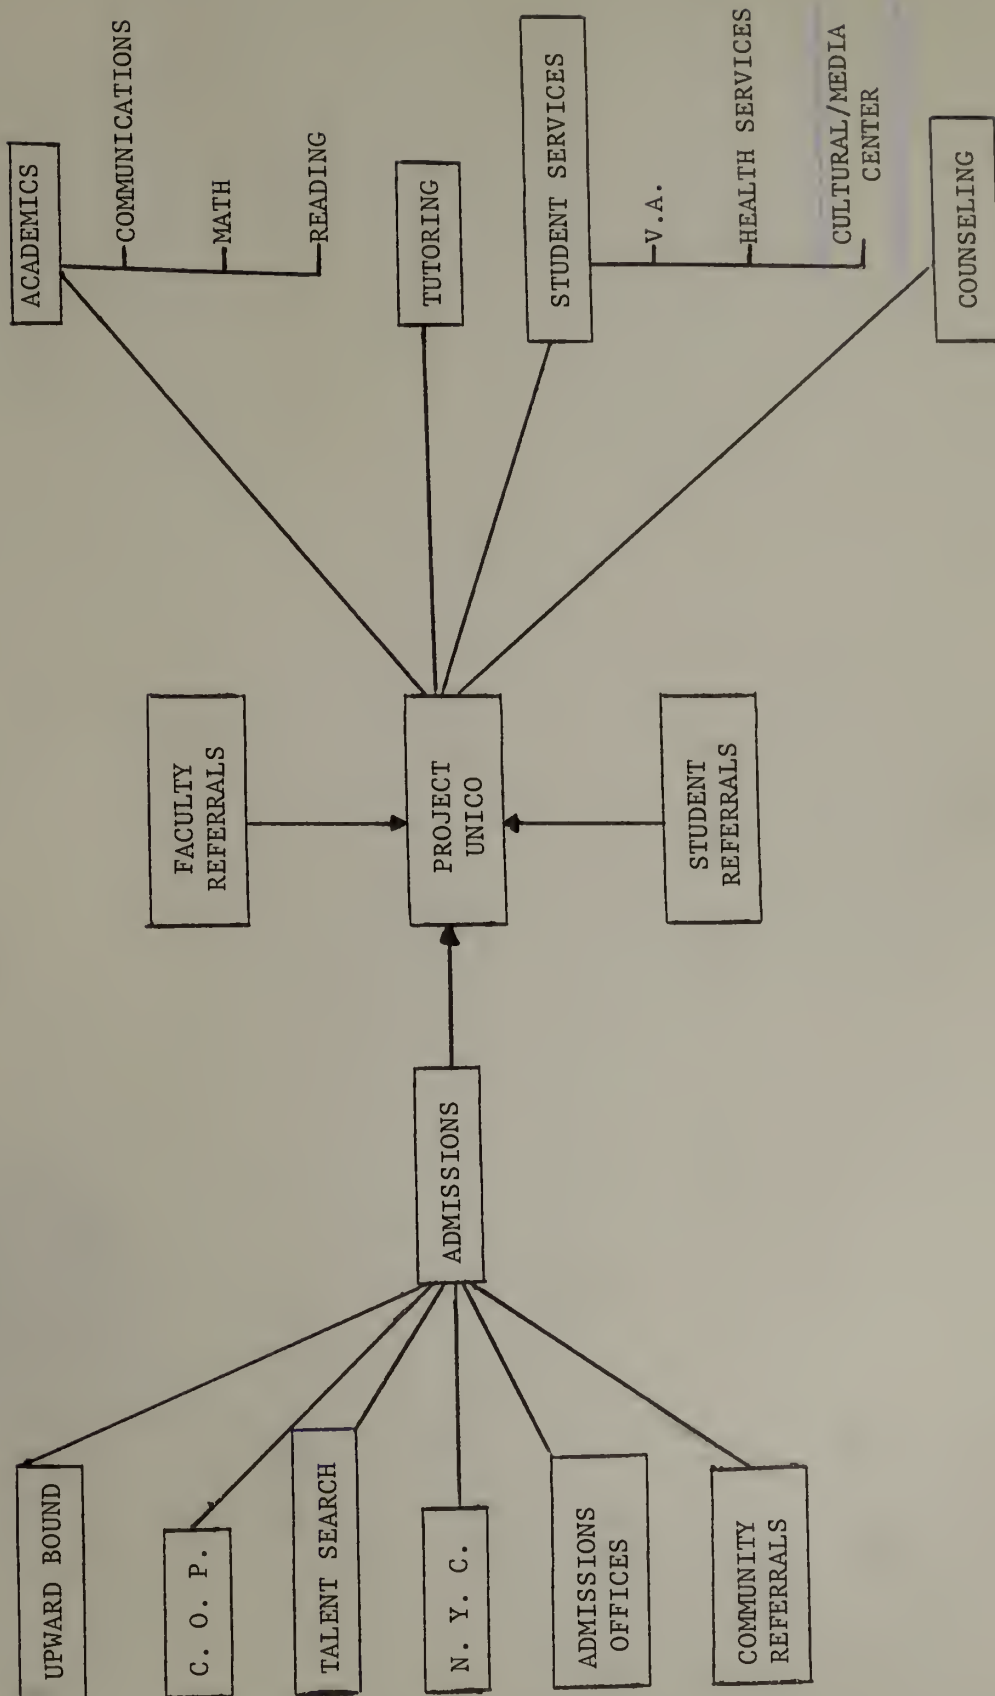 UPWARD BOUND
C. O. P.
TALENT SEARCH
N. Y. C.
ADMISSIONS
OFFICES
COMMUNITY
REFERRALS
ADMISSIONS
FACULTY
REFERRALS
PROJECT
UNICO
STUDENT
REFERRALS
ACADEMICS
COMMUNICATIONS
MATH
READING
TUTORING
STUDENT SERVICES
V.A.
HEALTH SERVICES
CULTURAL/MEDIA
CENTER
COUNSELING